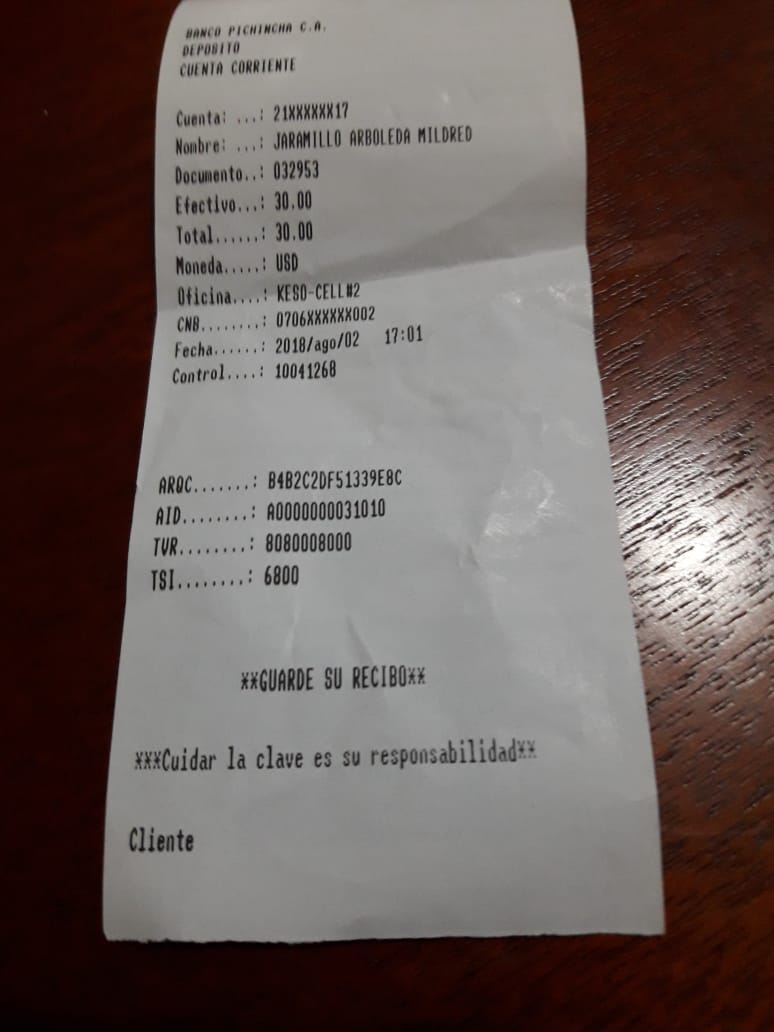 BANCO PICHINCHA C.A.
DEPOSITO
CUENTA CORRIENTE
Cuenta: ...: 21XXXXXX17
Nombre: ...: JARAMILLO ARBOLEDA MILDRED
Documento..: 032953
Efectivo...: 30.00
Total......: 30.00
Moneda.....: USD
Oficina....: KESO-CELL#2
CNB........: 0706XXXXXX002
Fecha......: 2018/ago/02 17:01
Control....: 10041268
ARQC.......: B4B2C2DF51339E8C
AID........: A0000000031010
TVR........: 8080008000
TSI........: 6800
**GUARDE SU RECIBO**
***Cuidar la clave es su responsabilidad**
Cliente